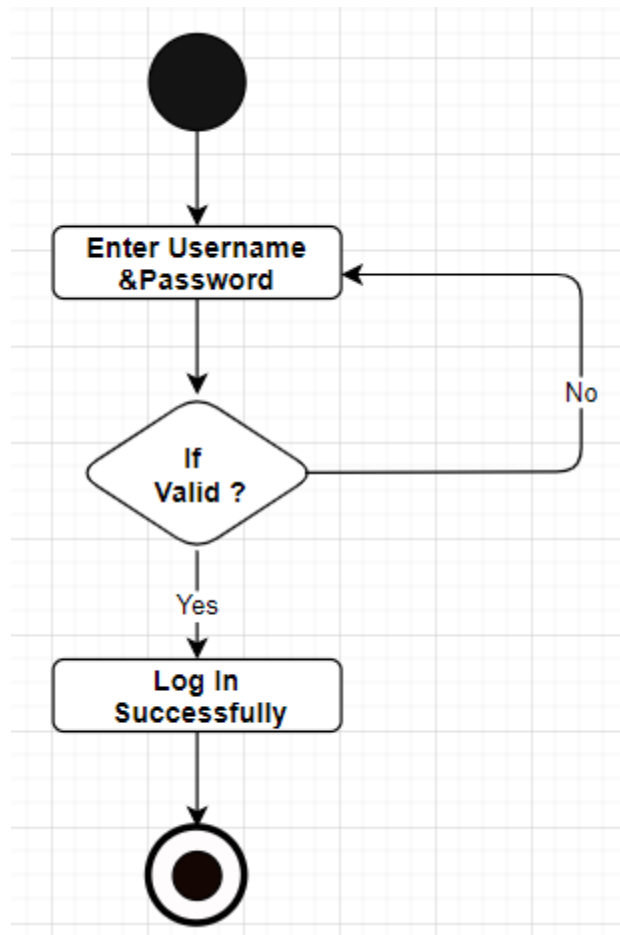 Enter Username
&Password
No
If
Valid ?
Yes
Log In
Successfully